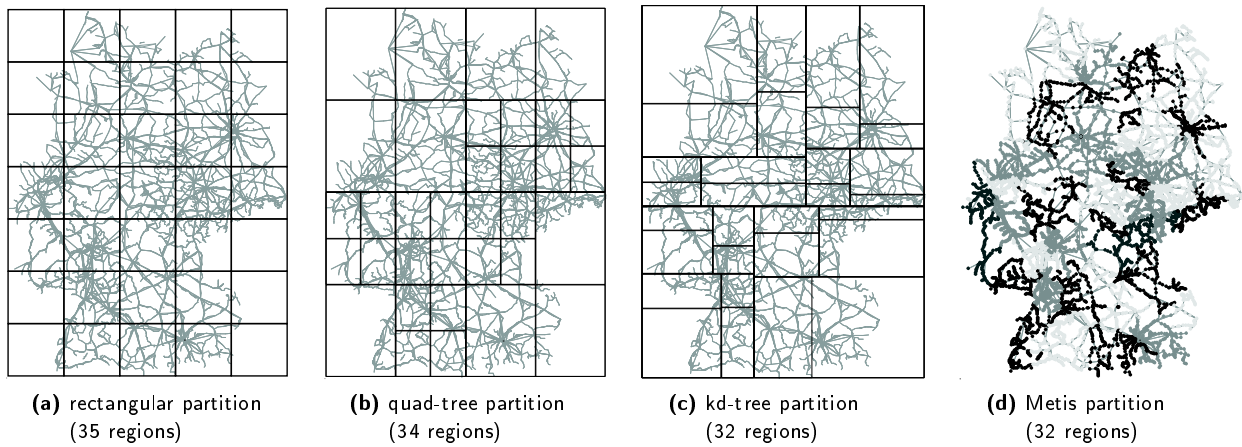 (a) rectangular partition
(35 regions)
(b) quad-tree partition
(34 regions)
(c) kd-tree partition
(32 regions)
(d) Metis partition
(32 regions)